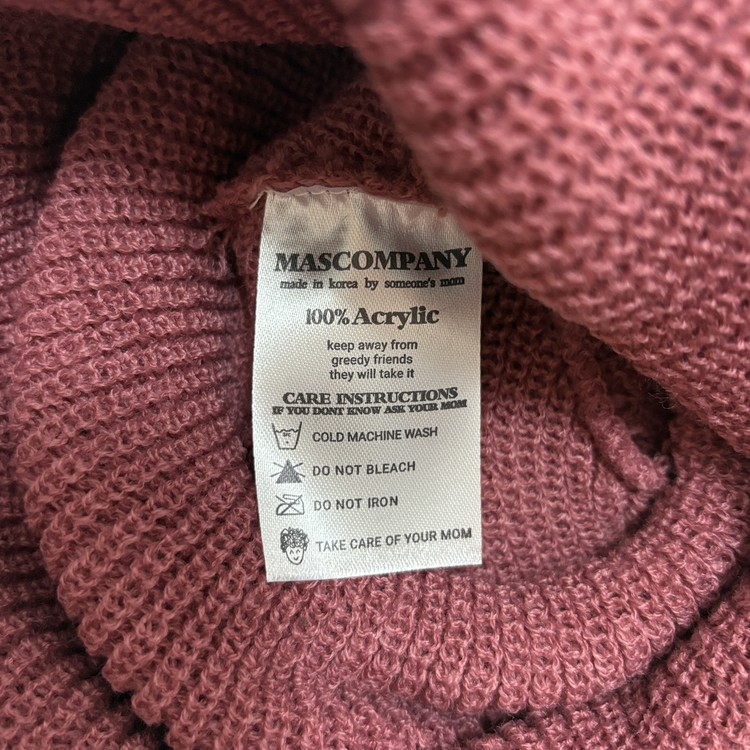 MASCOMPANY
made in korea by someone's mom
100% Acrylic
keep away from
greedy friends
they will take it
CARE INSTRUCTIONS
IF YOU DONT KNOW ASK YOUR MOM
COLD MACHINE WASH
DO NOT BLEACH
DO NOT IRON
TAKE CARE OF YOUR MOM